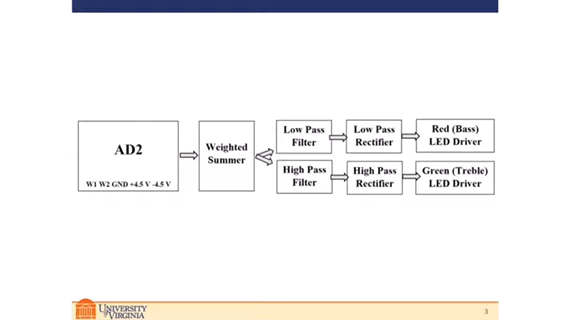 AD2
W1 W2 GND +4.5 V -4.5 V
Weighted
Summer
Low Pass
Filter
Low Pass
Rectifier
Red (Bass)
LED Driver
High Pass
Filter
High Pass
Rectifier
Green (Treble)
LED Driver
UNIVERSITY
of VIRGINIA
3